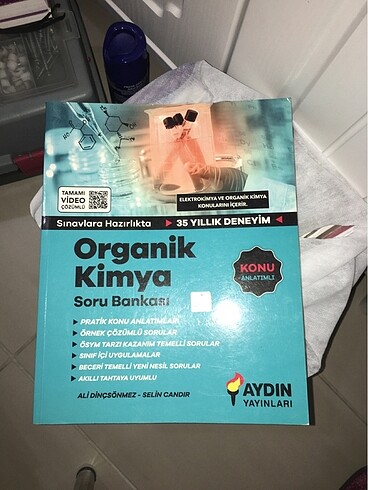 TAMAMI
VİDEO
ÇÖZÜMLÜ
ELEKTROKİMYA VE ORGANİK KİMYA
KONULARINI İÇERİR.
Sınavlara Hazırlıkta
35 YILLIK DENEYİM
Organik
Kimya
Soru Bankası
KONU
ANLATIMLI
PRATİK KONU ANLATIMLARI
ÖRNEK ÇÖZÜMLÜ SORULAR
ÖSYM TARZI KAZANIM TEMELLİ SORULAR
SINIF İÇİ UYGULAMALAR
BECERİ TEMELLİ YENİ NESİL SORULAR
AKILLI TAHTAYA UYUMLU
ALİ DİNÇSÖNMEZ - SELİN CANDIR
AYDIN
YAYINLARI